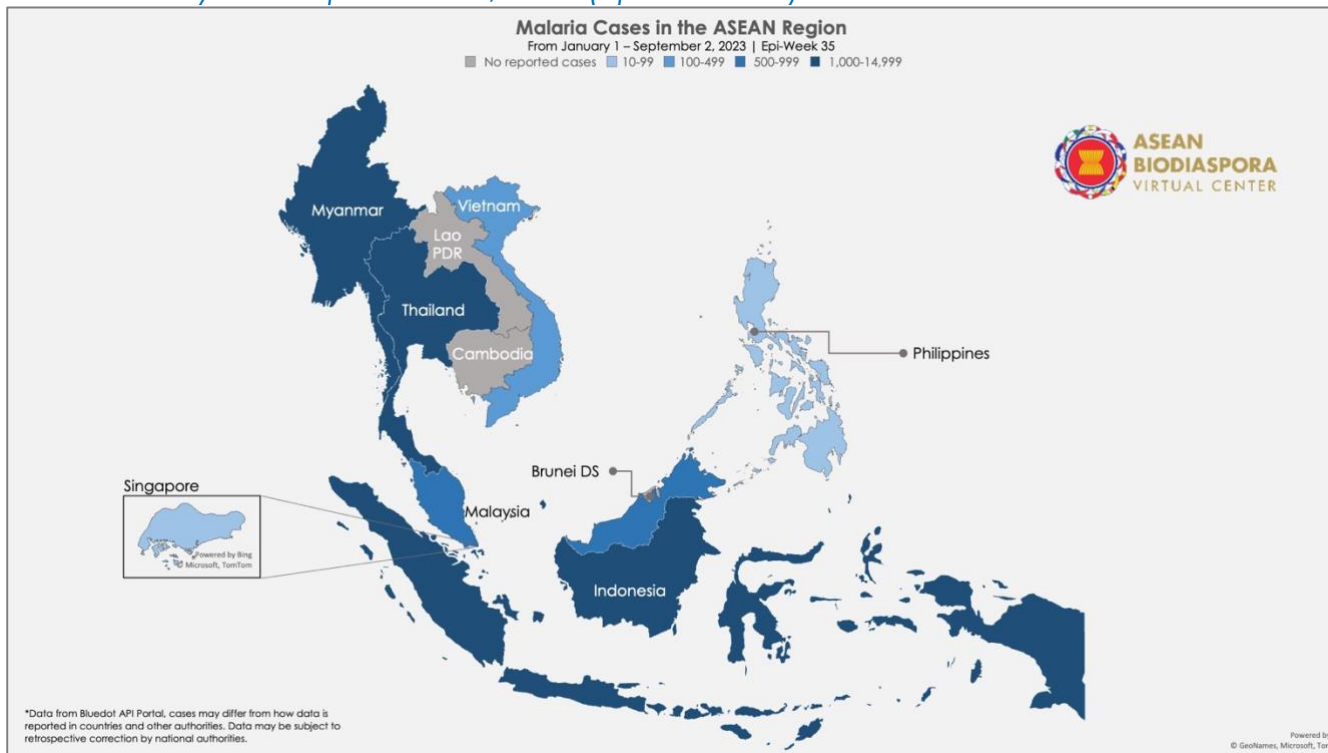 Malaria Cases in the ASEAN Region
From January 1 – September 2, 2023 | Epi-Week 35
No reported cases 10-99 100-499 500-999 1,000-14,999
ASEAN
BIODIASPORA
VIRTUAL CENTER
Myanmar
Vietnam
Lao
PDR
Thailand
Cambodia
Philippines
Brunei DS
Singapore
Malaysia
Powered by Bing
© Microsoft, TomTom
Indonesia
*Data from Bluedot API Portal, cases may differ from how data is
reported in countries and other authorities. Data may be subject to
retrospective correction by national authorities.
Powered by
© GeoNames, Microsoft, Tom